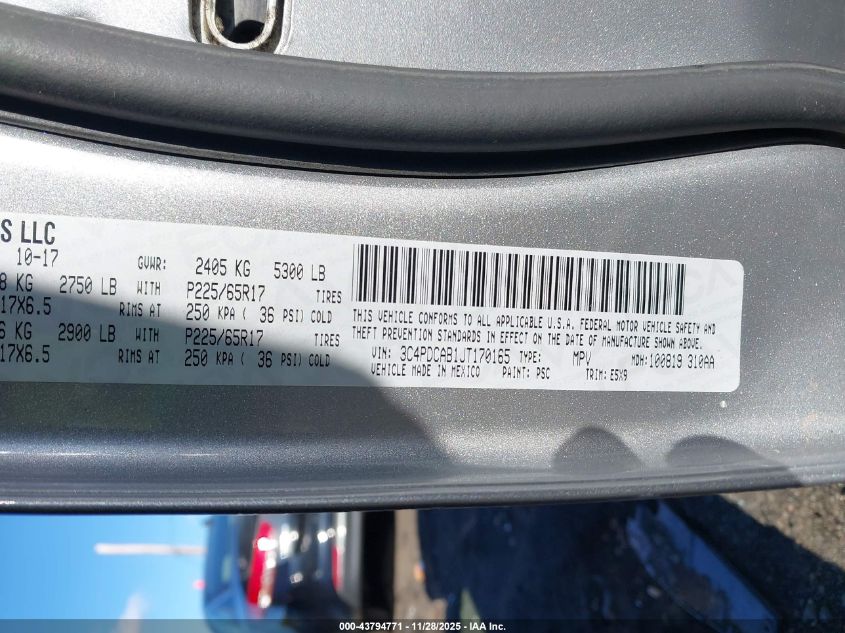 S LLC
10-17 GVWR: 2405 KG 5300 LB
8 KG 2750 LB WITH P225/65R17 TIRES
17X6.5 RIMS AT 250 KPA ( 36 PSI) COLD
6 KG 2900 LB WITH P225/65R17 TIRES
17X6.5 RIMS AT 250 KPA ( 36 PSI) COLD
THIS VEHICLE CONFORMS TO ALL APPLICABLE U.S.A. FEDERAL MOTOR VEHICLE SAFETY AND
THEFT PREVENTION STANDARDS IN EFFECT ON THE DATE OF MANUFACTURE SHOWN ABOVE.
VIN: 3C4PDCAB1JT170165 TYPE: MPV MDH: 100819 310AA
VEHICLE MADE IN MEXICO PAINT: PSC TRIM: E5X9
000-43794771 - 11/28/2025 - IAA Inc.